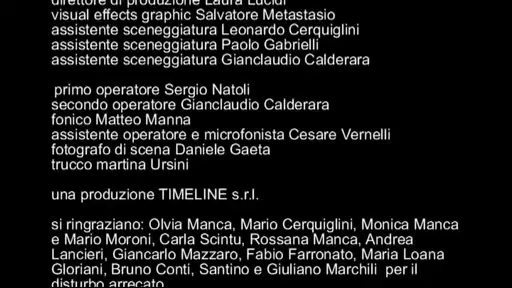 direttore di produzione Laura Lucidi
visual effects graphic Salvatore Metastasio
assistente sceneggiatura Leonardo Cerquiglini
assistente sceneggiatura Paolo Gabrielli
assistente sceneggiatura Gianclaudio Calderara
primo operatore Sergio Natoli
secondo operatore Gianclaudio Calderara
fonico Matteo Manna
assistente operatore e microfonista Cesare Vernelli
fotografo di scena Daniele Gaeta
trucco martina Ursini
una produzione TIMELINE s.r.l.
si ringraziano: Olvia Manca, Mario Cerquiglini, Monica Manca
e Mario Moroni, Carla Scintu, Rossana Manca, Andrea
Lancieri, Giancarlo Mazzaro, Fabio Farronato, Maria Loana
Gloriani, Bruno Conti, Santino e Giuliano Marchili  per il
disturbo arrecato